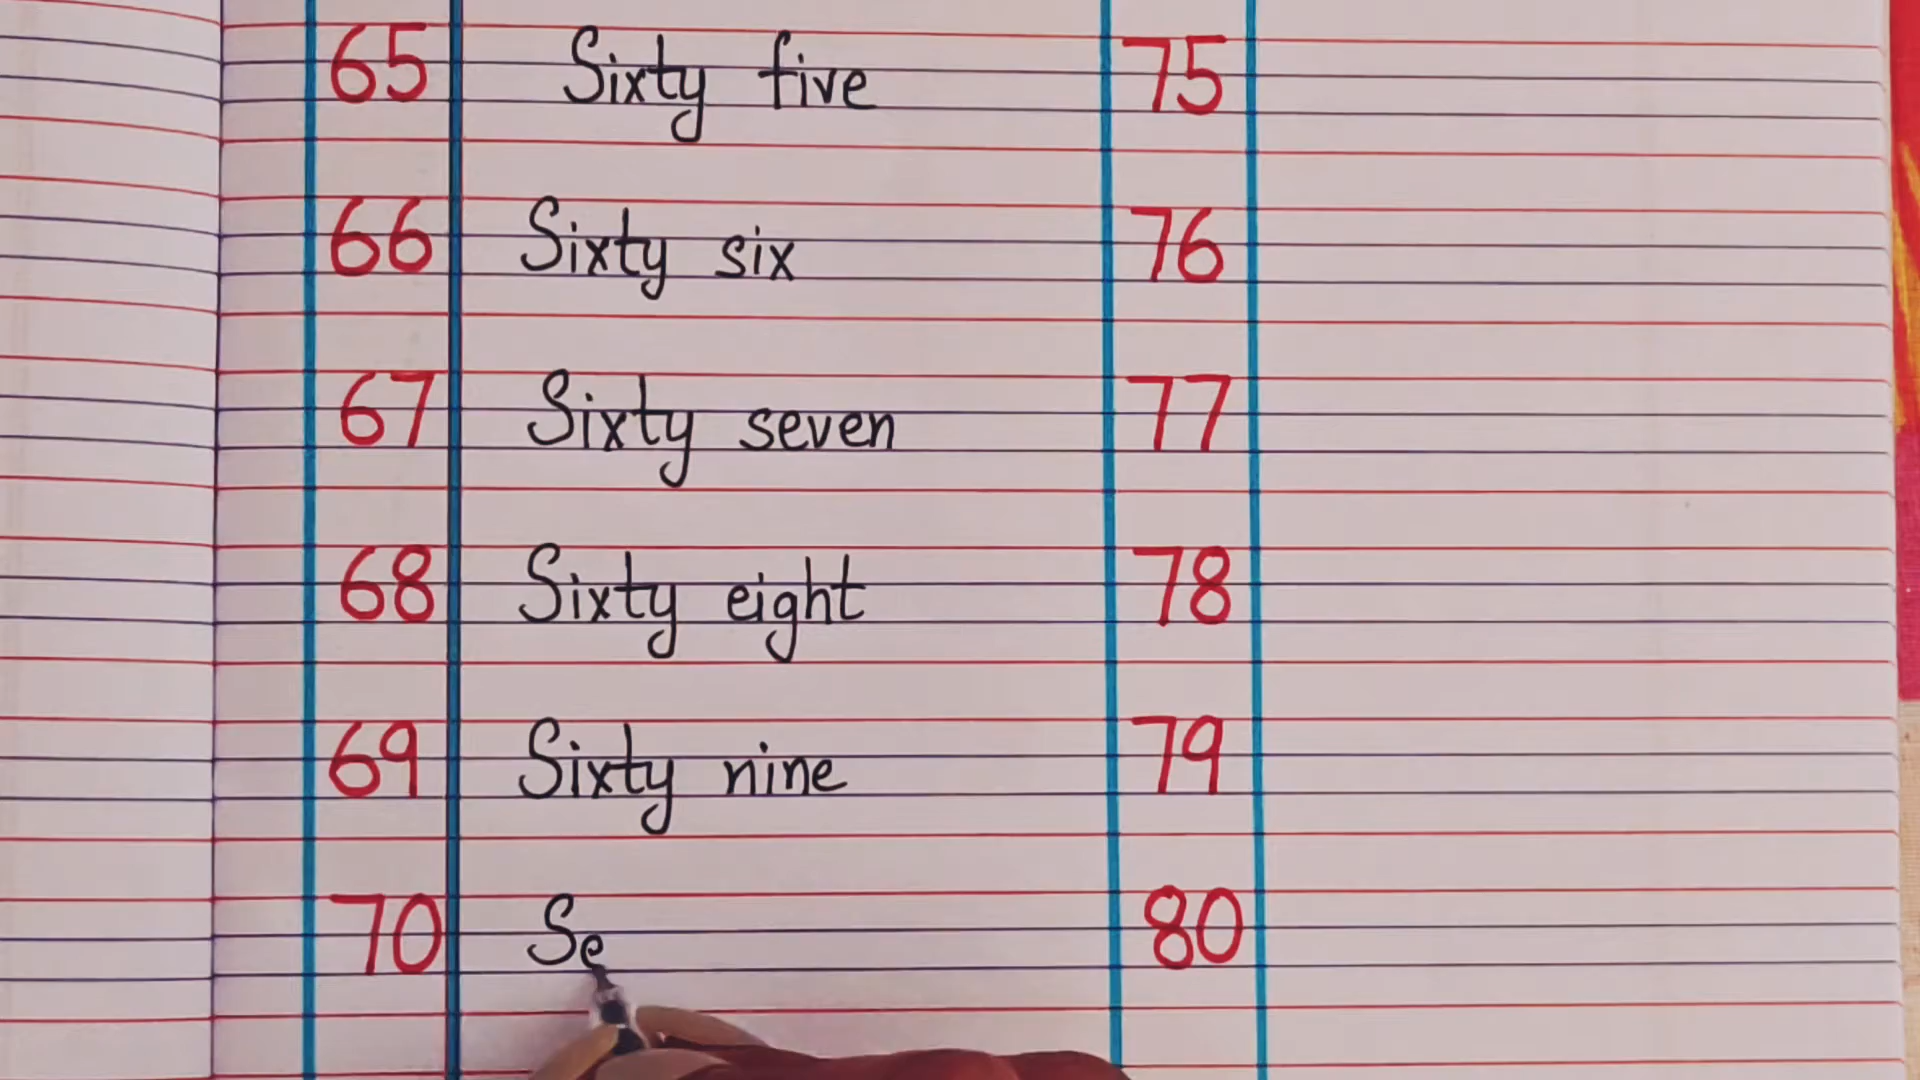 65 Sixty five 75
66 Sixty six 76
67 Sixty seven 77
68 Sixty eight 78
69 Sixty nine 79
70 Se 80